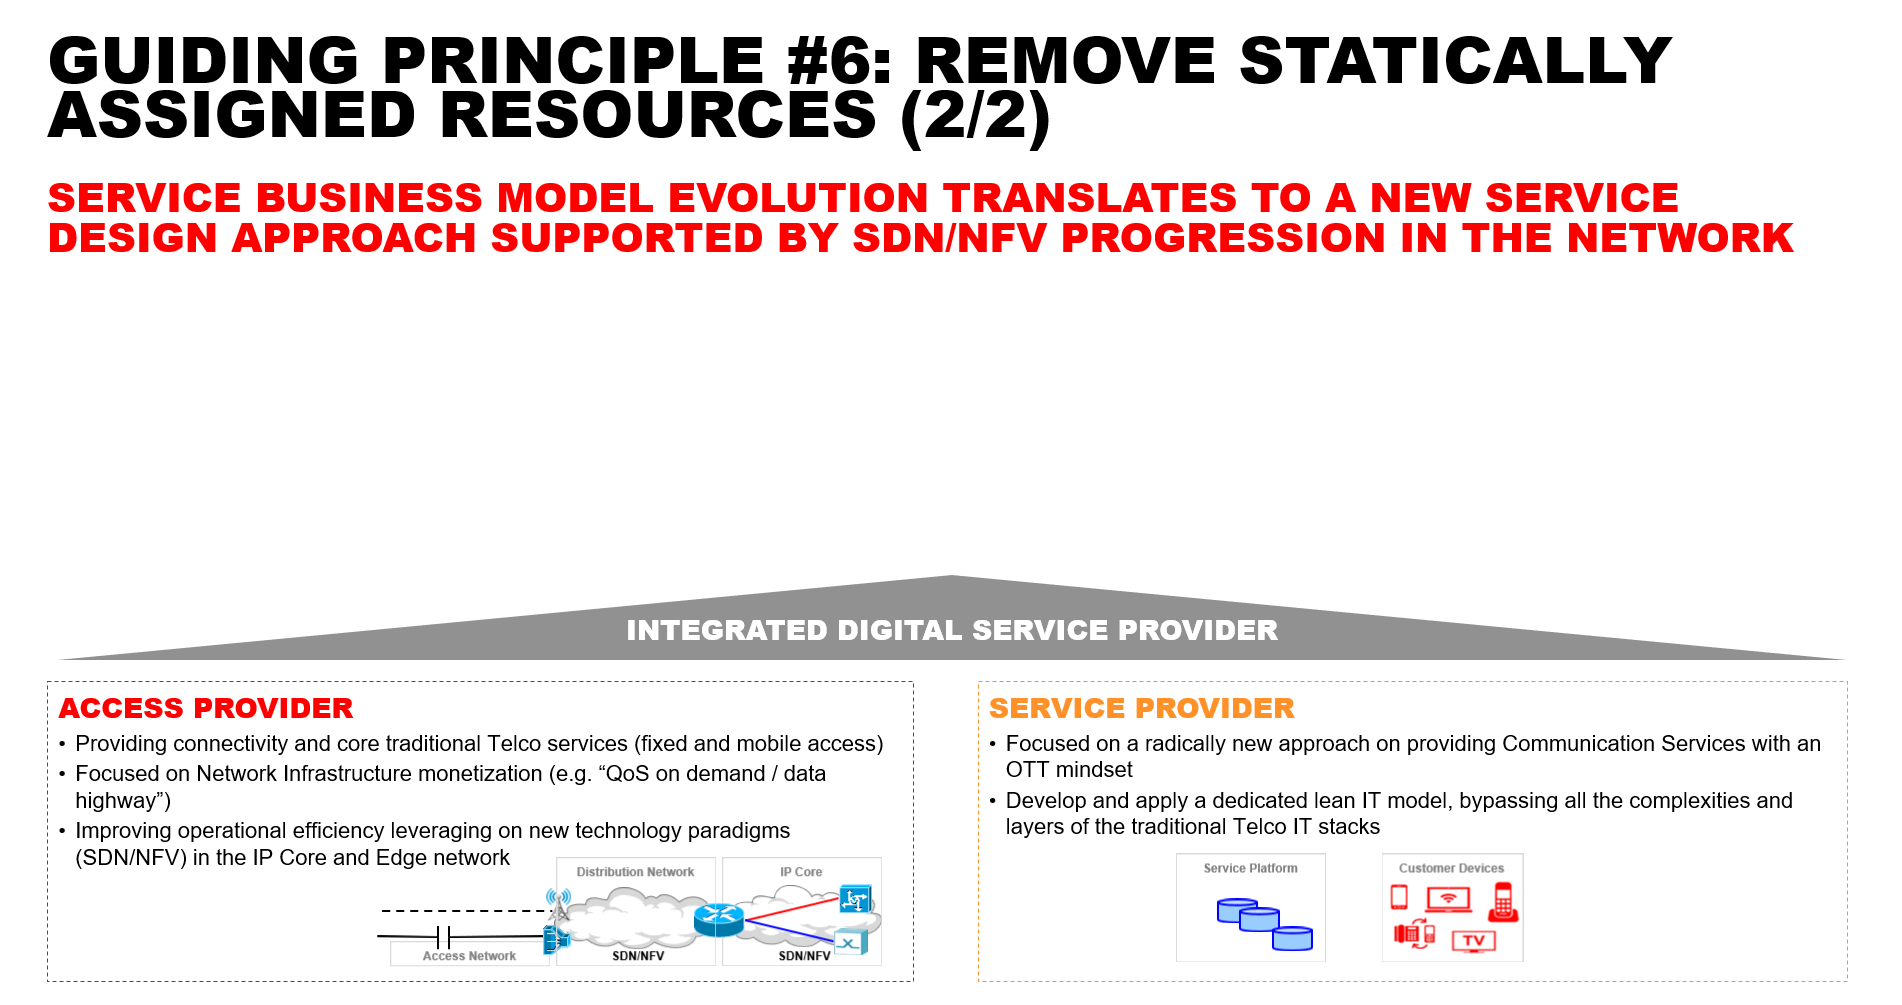 GUIDING PRINCIPLE #6: REMOVE STATICALLY
ASSIGNED RESOURCES (2/2)
SERVICE BUSINESS MODEL EVOLUTION TRANSLATES TO A NEW SERVICE
DESIGN APPROACH SUPPORTED BY SDN/NFV PROGRESSION IN THE NETWORK
INTEGRATED DIGITAL SERVICE PROVIDER
ACCESS PROVIDER
• Providing connectivity and core traditional Telco services (fixed and mobile access)
• Focused on Network Infrastructure monetization (e.g. “QoS on demand / data
highway”)
• Improving operational efficiency leveraging on new technology paradigms
(SDN/NFV) in the IP Core and Edge network
Distribution Network
IP Core
Access Network
SDN/NFV
SDN/NFV
SERVICE PROVIDER
• Focused on a radically new approach on providing Communication Services with an
OTT mindset
• Develop and apply a dedicated lean IT model, bypassing all the complexities and
layers of the traditional Telco IT stacks
Service Platform
Customer Devices
TV